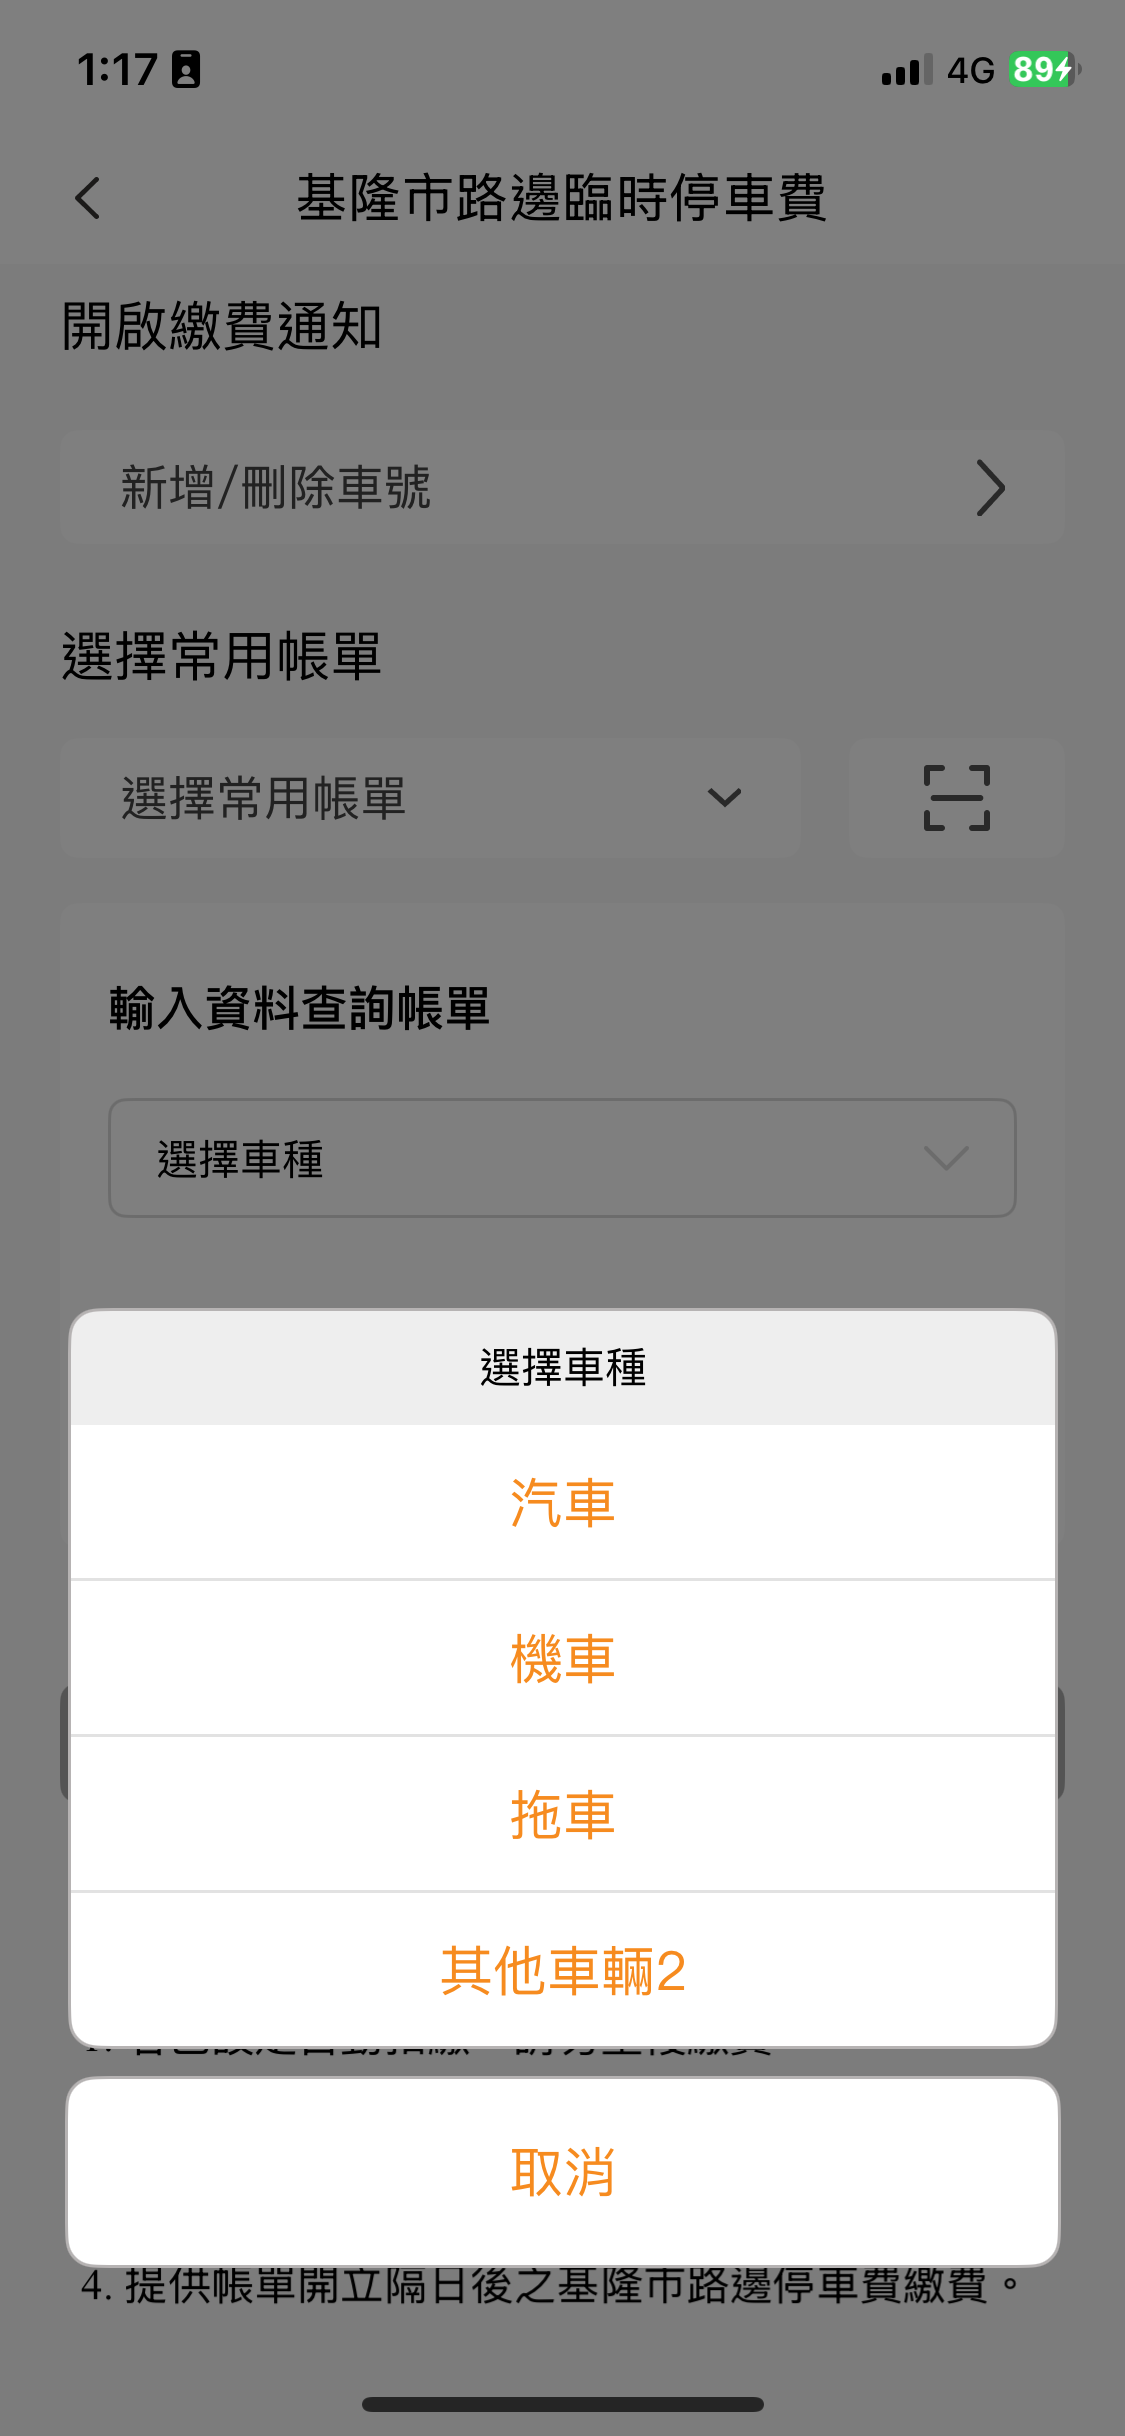 1:17
4G 89
基隆市路邊臨時停車費
開啟繳費通知
新增/刪除車號
選擇常用帳單
選擇常用帳單
輸入資料查詢帳單
選擇車種
選擇車種
汽車
機車
拖車
其他車輛2
取消
4. 提供帳單開立隔日後之基隆市路邊停車費繳費。